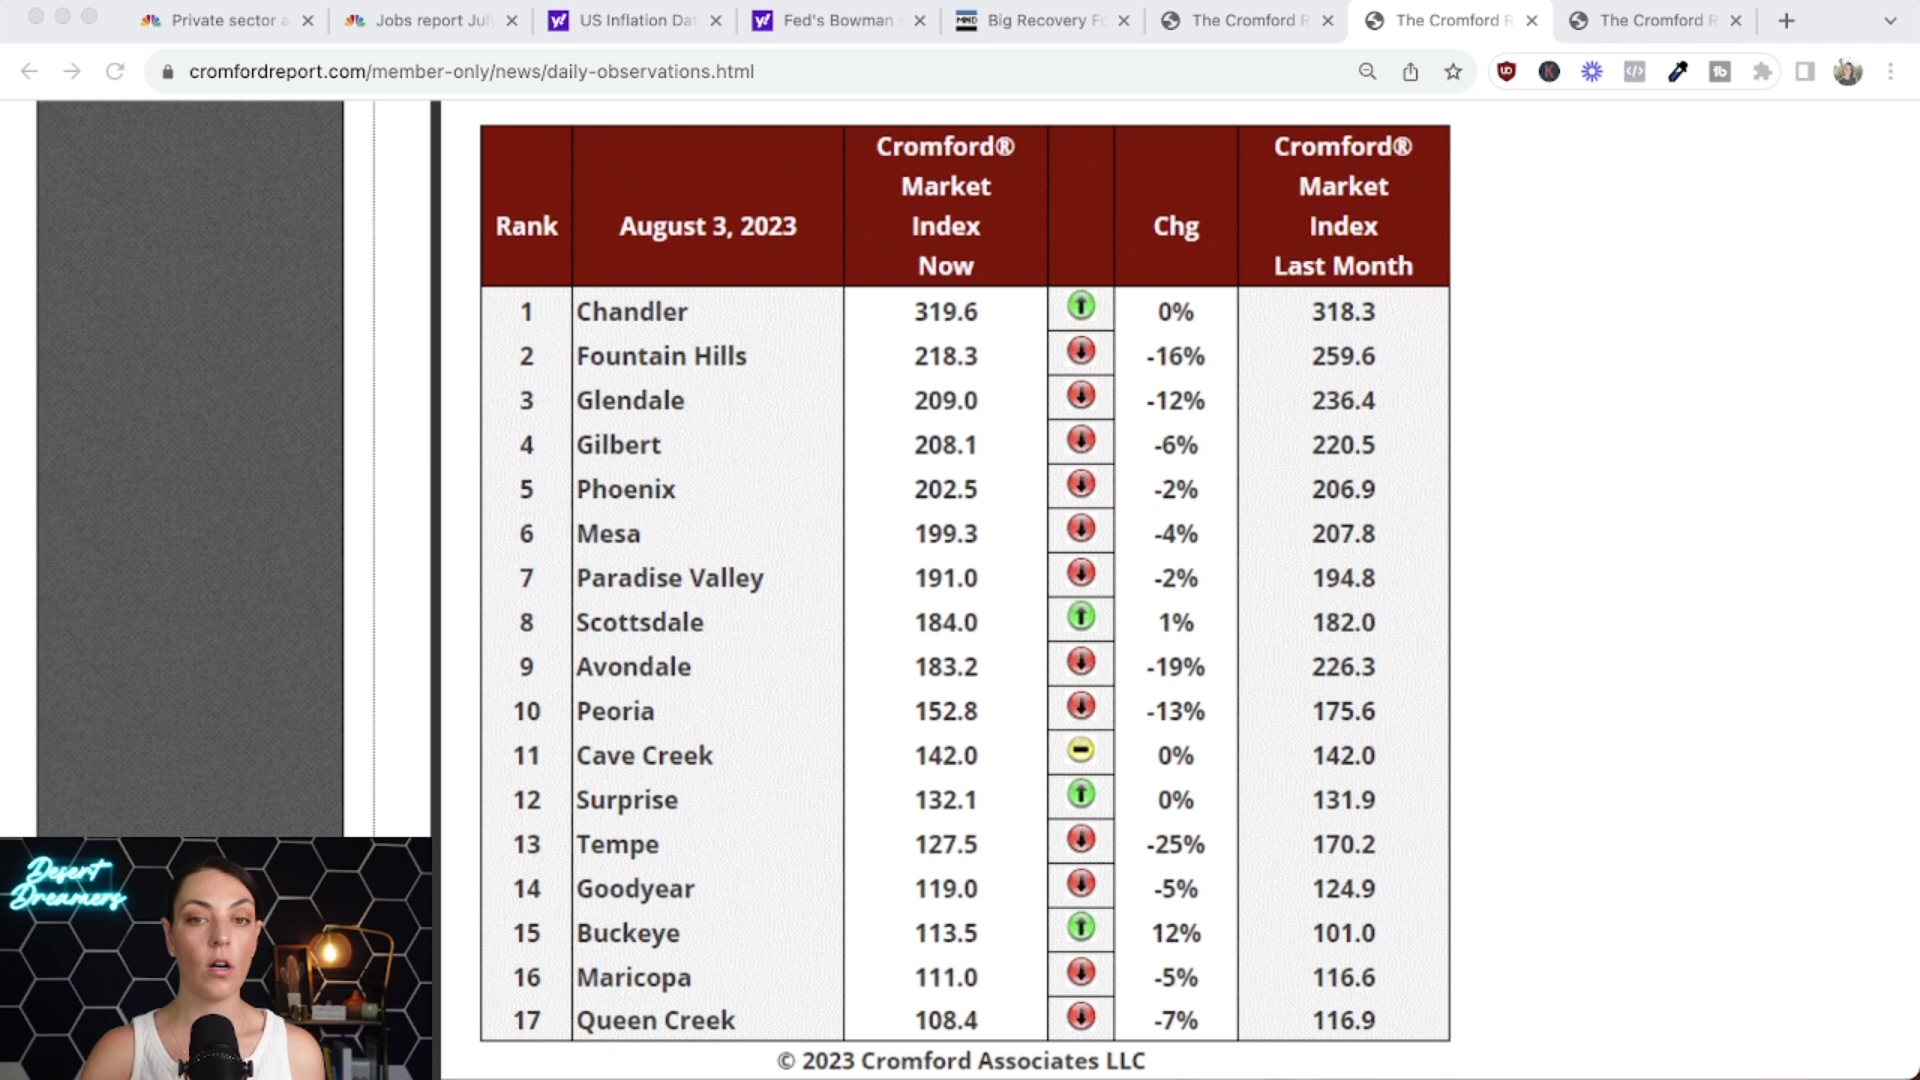 Private sector a
Jobs report July
US Inflation Dat
Fed's Bowman s
MND
Big Recovery Fo
The Cromford R
The Cromford R
The Cromford R
cromfordreport.com/member-only/news/daily-observations.html
Rank
August 3, 2023
Cromford®
Market
Index
Now
Chg
Cromford®
Market
Index
Last Month
1 Chandler 319.6 0% 318.3
2 Fountain Hills 218.3 -16% 259.6
3 Glendale 209.0 -12% 236.4
4 Gilbert 208.1 -6% 220.5
5 Phoenix 202.5 -2% 206.9
6 Mesa 199.3 -4% 207.8
7 Paradise Valley 191.0 -2% 194.8
8 Scottsdale 184.0 1% 182.0
9 Avondale 183.2 -19% 226.3
10 Peoria 152.8 -13% 175.6
11 Cave Creek 142.0 0% 142.0
12 Surprise 132.1 0% 131.9
13 Tempe 127.5 -25% 170.2
14 Goodyear 119.0 -5% 124.9
15 Buckeye 113.5 12% 101.0
16 Maricopa 111.0 -5% 116.6
17 Queen Creek 108.4 -7% 116.9
© 2023 Cromford Associates LLC
Desert
Dreamers